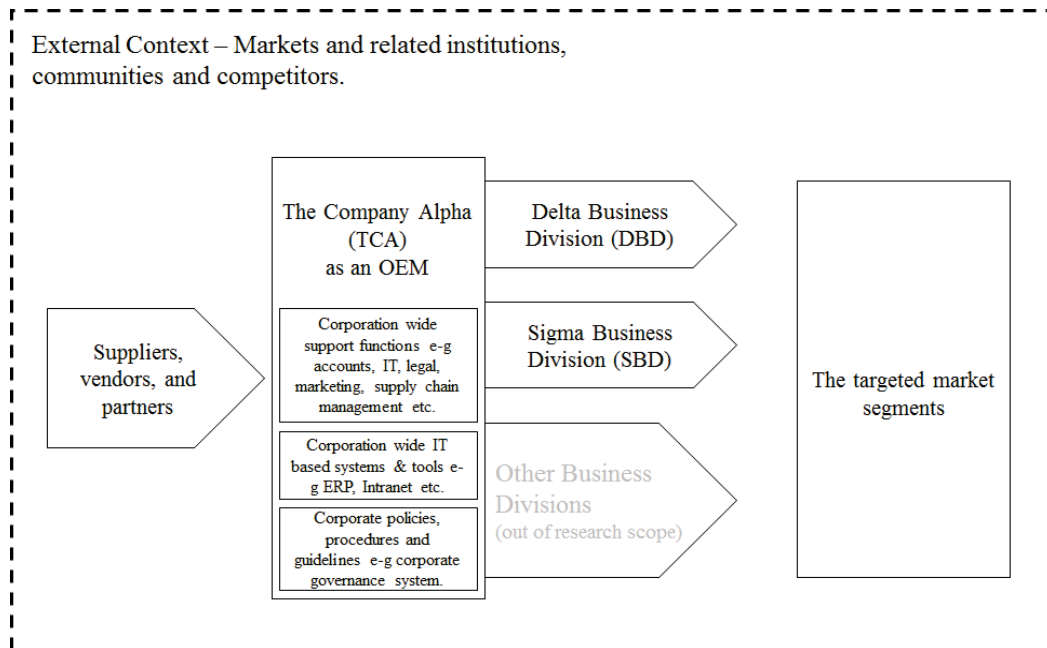 External Context – Markets and related institutions,
communities and competitors.
Suppliers,
vendors, and
partners
The Company Alpha
(TCA)
as an OEM
Corporation wide
support functions e-g
accounts, IT, legal,
marketing, supply chain
management etc.
Corporation wide IT
based systems & tools e-
g ERP, Intranet etc.
Corporate policies,
procedures and
guidelines e-g corporate
governance system.
Delta Business
Division (DBD)
Sigma Business
Division (SBD)
Other Business
Divisions
(out of research scope)
The targeted market
segments